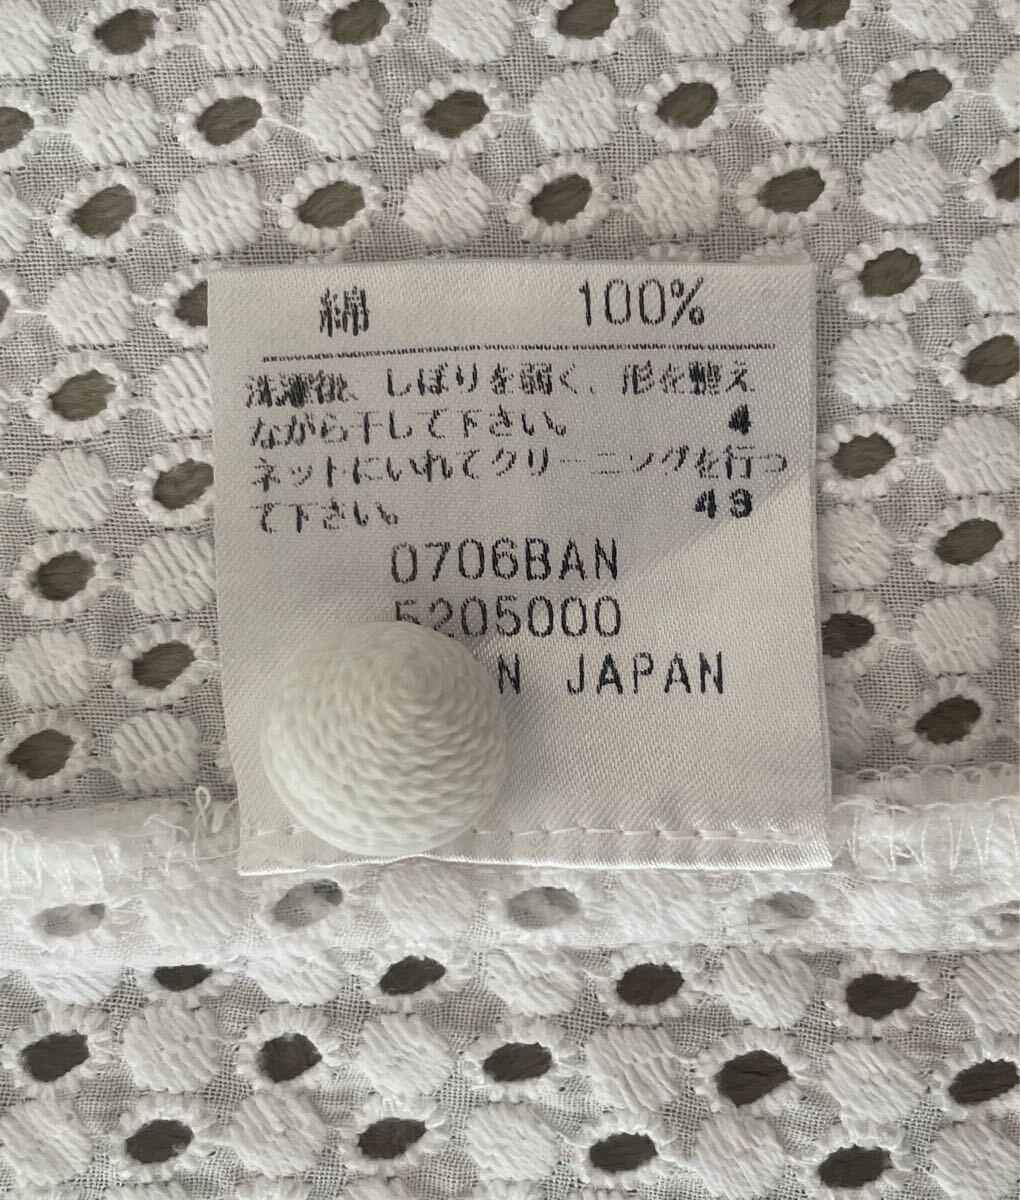 綿 100%
洗濯後、しぼりを弱く、形を整え
ながら干して下さい。 4
ネットにいれてクリーニングを行っ
て下さい。 43
0706BAN
5205000
N JAPAN